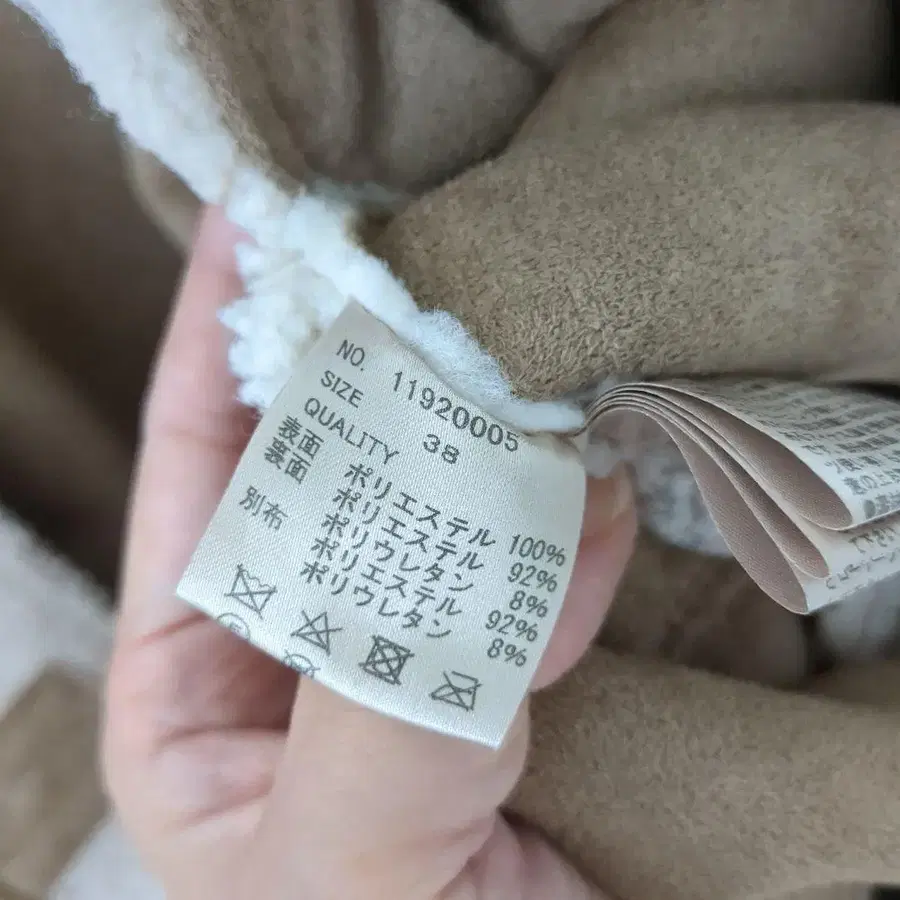 NO. 11920005
SIZE 38
QUALITY
表面 ポリエステル 100%
裏面 ポリエステル 92%
ポリウレタン 8%
別布 ポリエステル 92%
ポリウレタン 8%